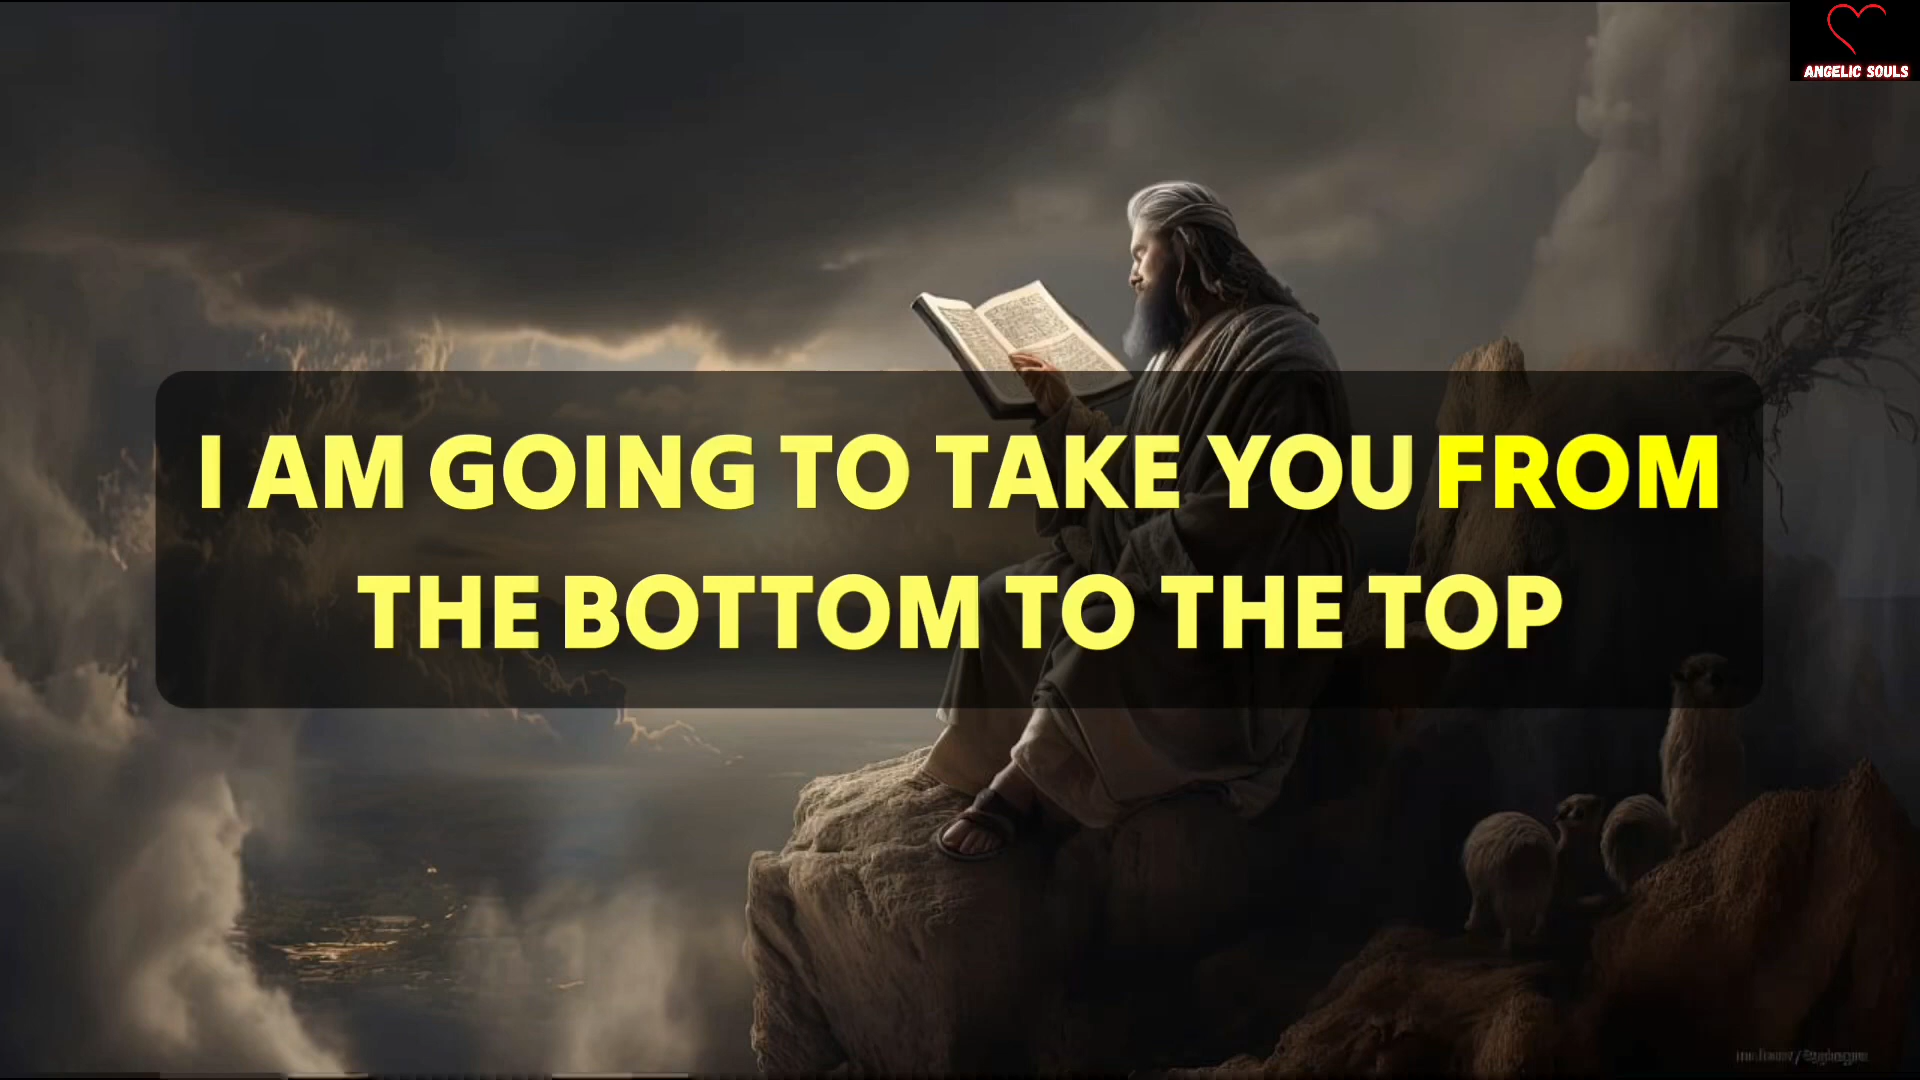 ANGELIC SOULS
I AM GOING TO TAKE YOU FROM
THE BOTTOM TO THE TOP